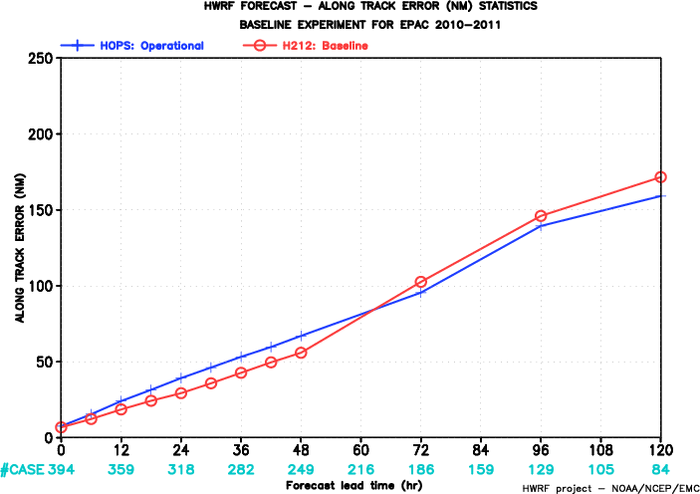 HWRF FORECAST – ALONG TRACK ERROR (NM) STATISTICS
BASELINE EXPERIMENT FOR EPAC 2010–2011
HOPS: Operational H212: Baseline
250
200
150
100
50
0
ALONG TRACK ERROR (NM)
0 12 24 36 48 60 72 84 96 108 120
#CASE 394 359 318 282 249 216 186 159 129 105 84
Forecast lead time (hr)
HWRF project – NOAA/NCEP/EMC